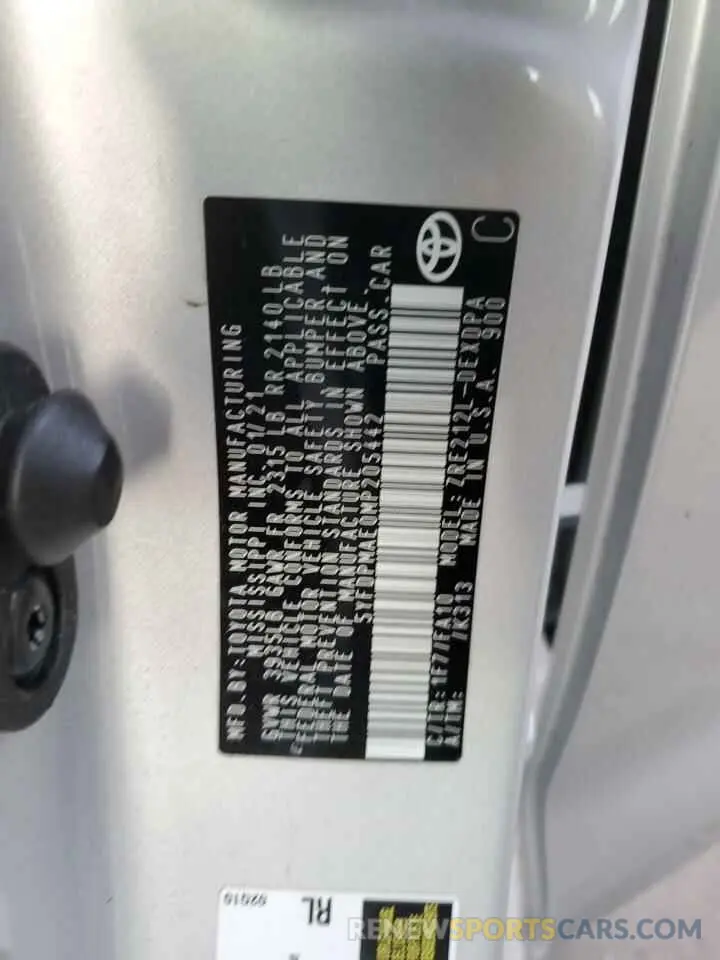 MFD.BY:TOYOTA MOTOR MANUFACTURING
MISSISSIPPI INC 01/21
GVWR 3935LB GAWR FR 2315 LB RR 2140 LB
THIS VEHICLE CONFORMS TO ALL APPLICABLE
FEDERAL MOTOR VEHICLE SAFETY BUMPER AND
THEFT PREVENTION STANDARDS IN EFFECT ON
THE DATE OF MANUFACTURE SHOWN ABOVE.
5YFDPMAE0MP205442 PASS.CAR
C/TR: 1F7/FA10 MODEL: ZRE212L-DEXDPA
A/TM: /K313 MADE IN U.S.A. 900
C
02010
RL
RENEWSPORTSCARS.COM